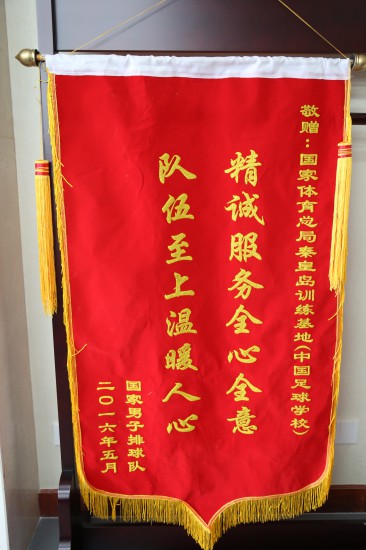 敬赠：国家体育总局秦皇岛训练基地(中国足球学校)
精诚服务全心全意
队伍至上温暖人心
国家男子排球队
二〇一六年五月